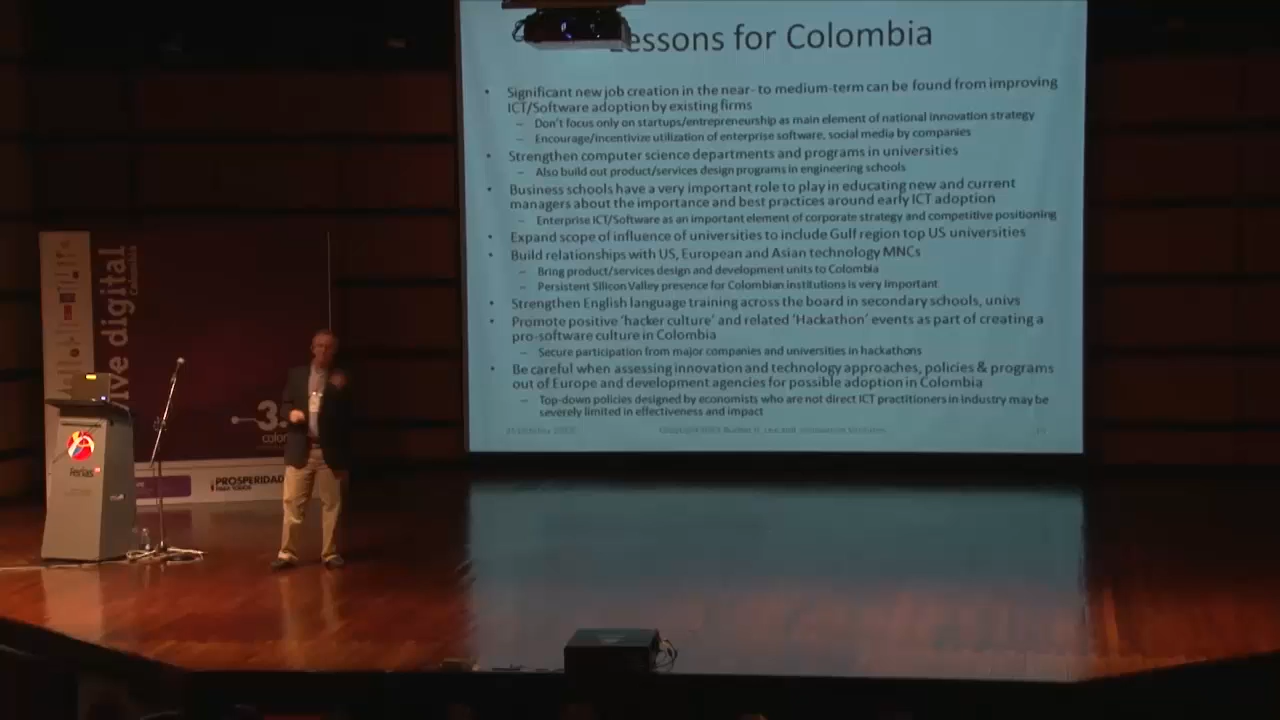 Lessons for Colombia
• Significant new job creation in the near- to medium-term can be found from improving
ICT/Software adoption by existing firms
– Don't focus only on startups/entrepreneurship as main element of national innovation strategy
– Encourage/incentivize utilization of enterprise software, social media by companies
• Strengthen computer science departments and programs in universities
– Also build out product/services design programs in engineering schools
• Business schools have a very important role to play in educating new and current
managers about the importance and best practices around early ICT adoption
– Enterprise ICT/Software as an important element of corporate strategy and competitive positioning
• Expand scope of influence of universities to include Gulf region top US universities
• Build relationships with US, European and Asian technology MNCs
– Bring product/services design and development units to Colombia
– Persistent Silicon Valley presence for Colombian institutions is very important
• Strengthen English language training across the board in secondary schools, univs
• Promote positive 'hacker culture' and related 'Hackathon' events as part of creating a
pro-software culture in Colombia
– Secure participation from major companies and universities in hackathons
• Be careful when assessing innovation and technology approaches, policies & programs
out of Europe and development agencies for possible adoption in Colombia
– Top-down policies designed by economists who are not direct ICT practitioners in industry may be
severely limited in effectiveness and impact
ive digital
Colombia
3.
colom
ferias
PROSPERIDAD